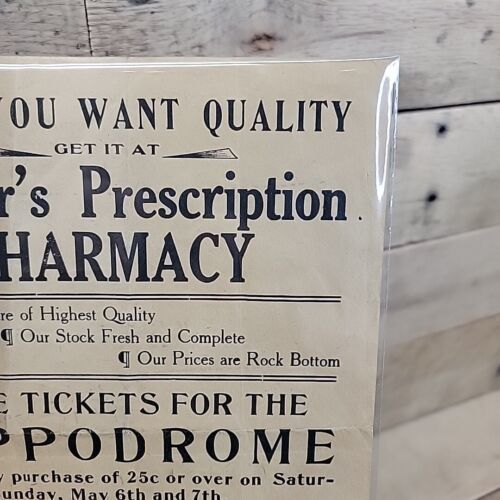 YOU WANT QUALITY
GET IT AT
r's Prescription
HARMACY
re of Highest Quality
¶ Our Stock Fresh and Complete
¶ Our Prices are Rock Bottom
E TICKETS FOR THE
PPODROME
y purchase of 25c or over on Satur-
unday, May 6th and 7th